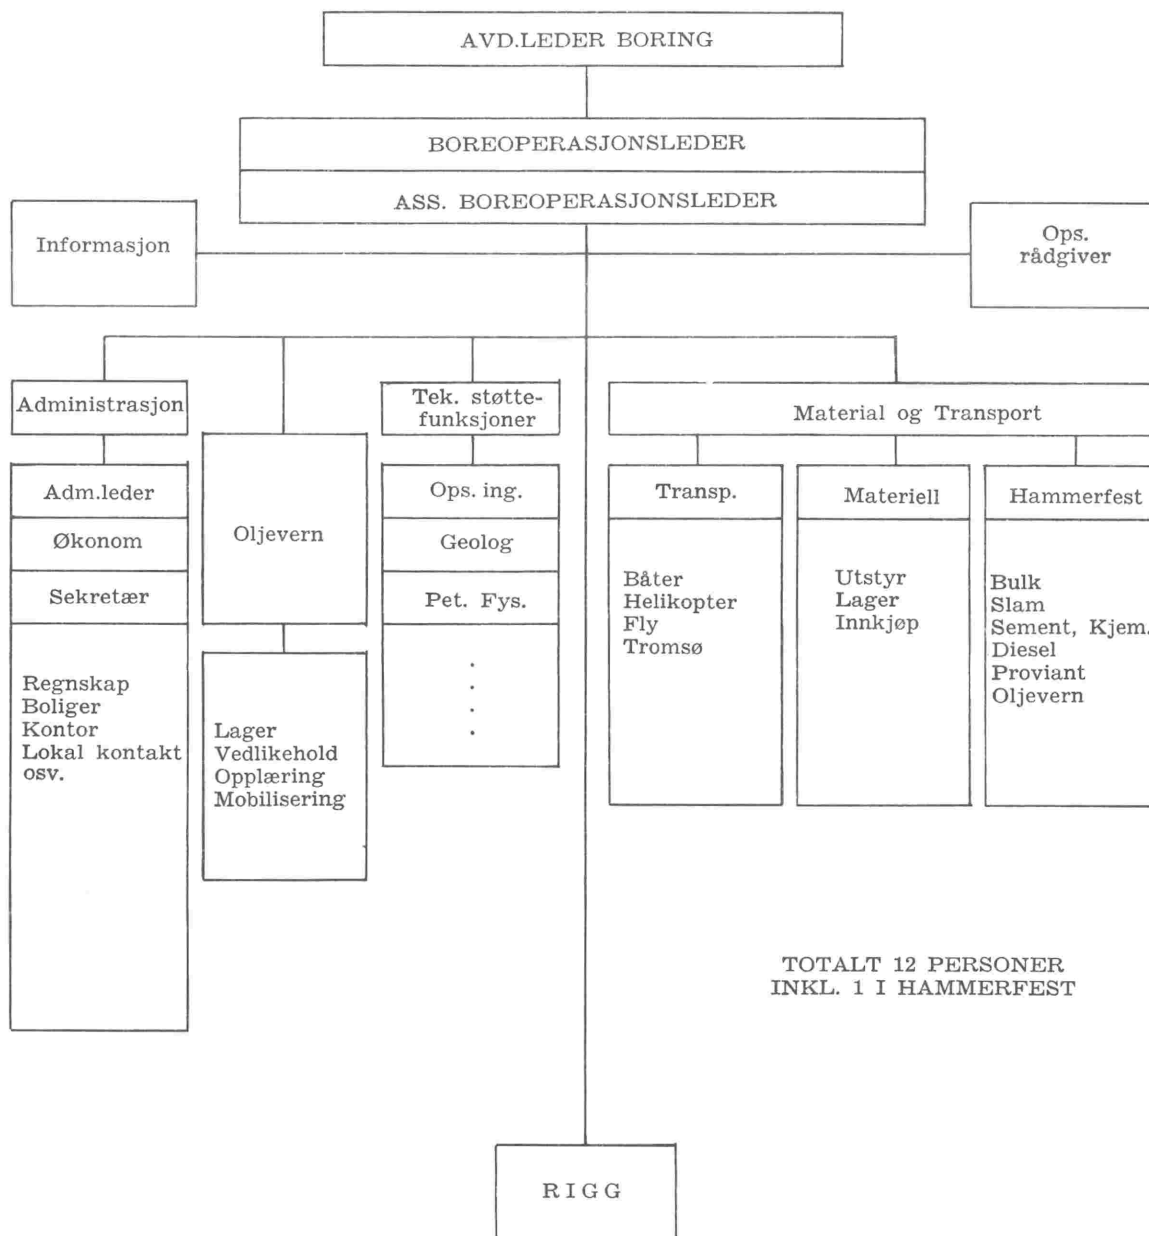 AVD.LEDER BORING
BOREOPERASJONSLEDER
ASS. BOREOPERASJONSLEDER
Informasjon
Ops.
rådgiver
Administrasjon
Adm.leder
Økonom
Sekretær
Regnskap
Boliger
Kontor
Lokal kontakt
osv.
Oljevern
Lager
Vedlikehold
Opplæring
Mobilisering
Tek. støtte-
funksjoner
Ops. ing.
Geolog
Pet. Fys.
.
.
.
.
Material og Transport
Transp.
Båter
Helikopter
Fly
Tromsø
Materiell
Utstyr
Lager
Innkjøp
Hammerfest
Bulk
Slam
Sement, Kjem.
Diesel
Proviant
Oljevern
TOTALT 12 PERSONER
INKL. 1 I HAMMERFEST
RIGG